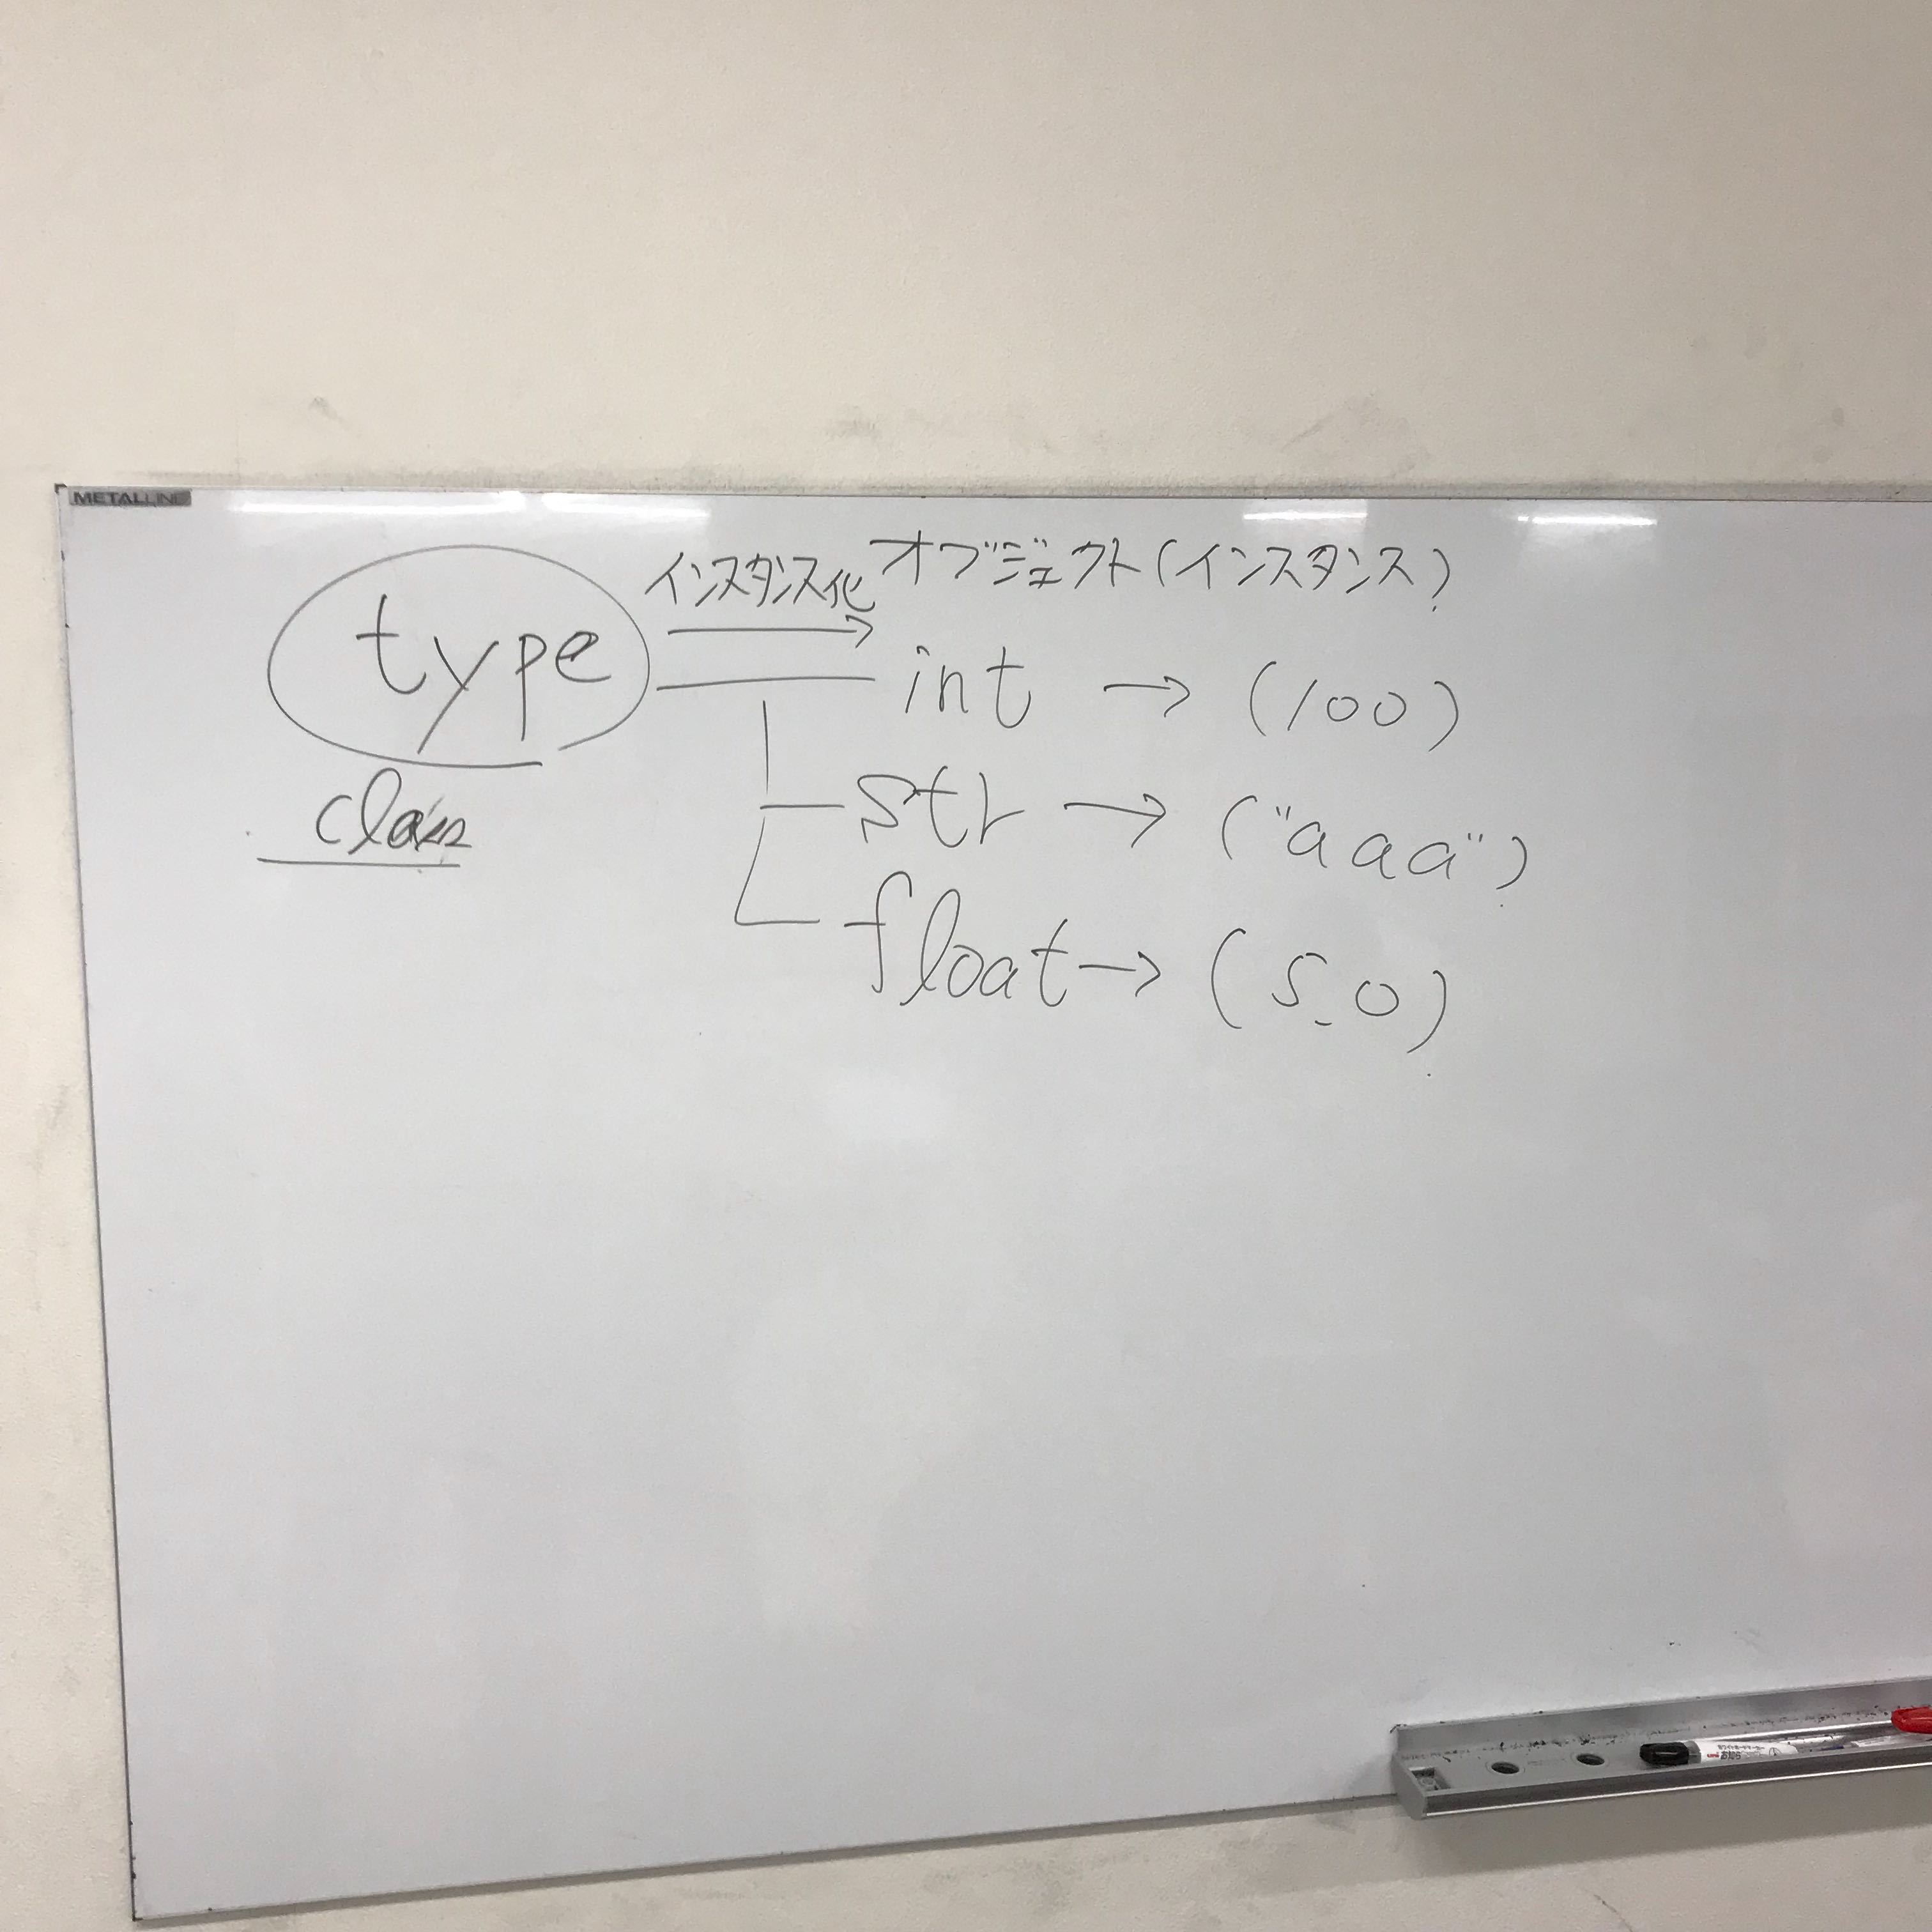 METALLINE
インスタンス化 オブジェクト(インスタンス)
type
int → (100)
class
str → ("aaa")
float → (5.0)